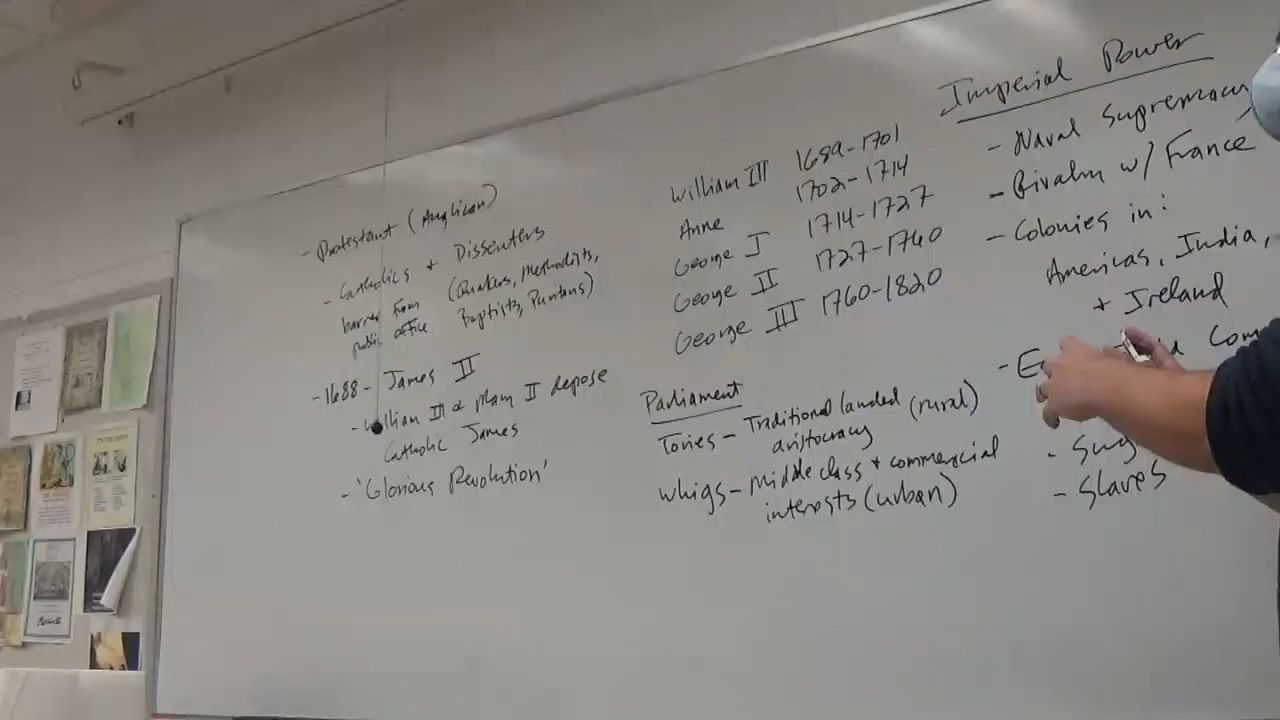 - Protestant (Anglican)
- Catholics + Dissenters
barred from (Quakers, Methodists,
public office Baptists, Puritans)
- 1688 - James II
- William III & Mary II depose
Catholic James
- 'Glorious Revolution'
William III 1689-1701
Anne 1702-1714
George I 1714-1727
George II 1727-1760
George III 1760-1820
Parliament
Tories - Traditional landed (rural)
aristocracy
Whigs - Middle class + commercial
interests (urban)
Imperial Power
- Naval Supremacy
- Rivalry w/ France
- Colonies in:
Americas, India,
+ Ireland
- Slaves